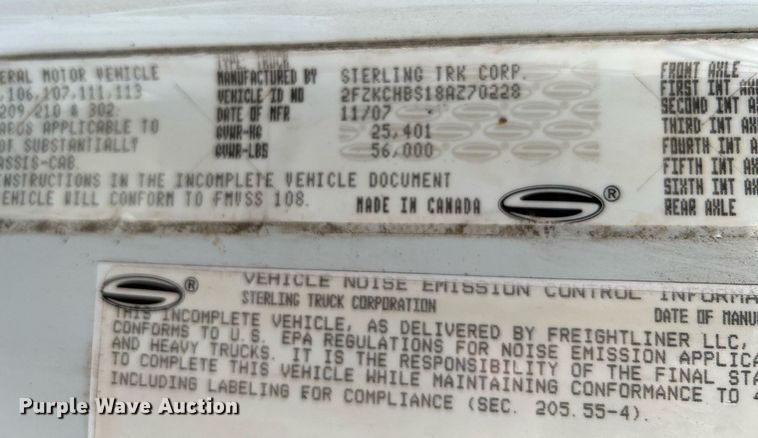 ERAL MOTOR VEHICLE
106,107,111,113
209 210 & 302.
ARDS APPLICABLE TO
OT SUBSTANTIALLY
ASSIS-CAB.
INSTRUCTIONS IN THE INCOMPLETE VEHICLE DOCUMENT
VEHICLE WILL CONFORM TO FMVSS 108.
TYPE: TRUCK
MANUFACTURED BY STERLING TRK CORP.
VEHICLE ID NO 2FZKCHBS18AZ70228
DATE OF MFR 11/07
GVWR-KG 25,401
GVWR-LBS 56,000
MADE IN CANADA
®
FRONT AXLE
FIRST INT AX
SECOND INT AX
THIRD INT AX
FOURTH INT AX
FIFTH INT AX
SIXTH INT AX
REAR AXLE
®
VEHICLE NOISE EMISSION CONTROL INFORMA
STERLING TRUCK CORPORATION DATE OF MANU
THIS INCOMPLETE VEHICLE, AS DELIVERED BY FREIGHTLINER LLC,
CONFORMS TO U.S. EPA REGULATIONS FOR NOISE EMISSION APPLICA
AND HEAVY TRUCKS. IT IS THE RESPONSIBILITY OF THE FINAL STA
TO COMPLETE THIS VEHICLE WHILE MAINTAINING CONFORMANCE TO 4
INCLUDING LABELING FOR COMPLIANCE (SEC. 205.55-4).
Purple Wave Auction